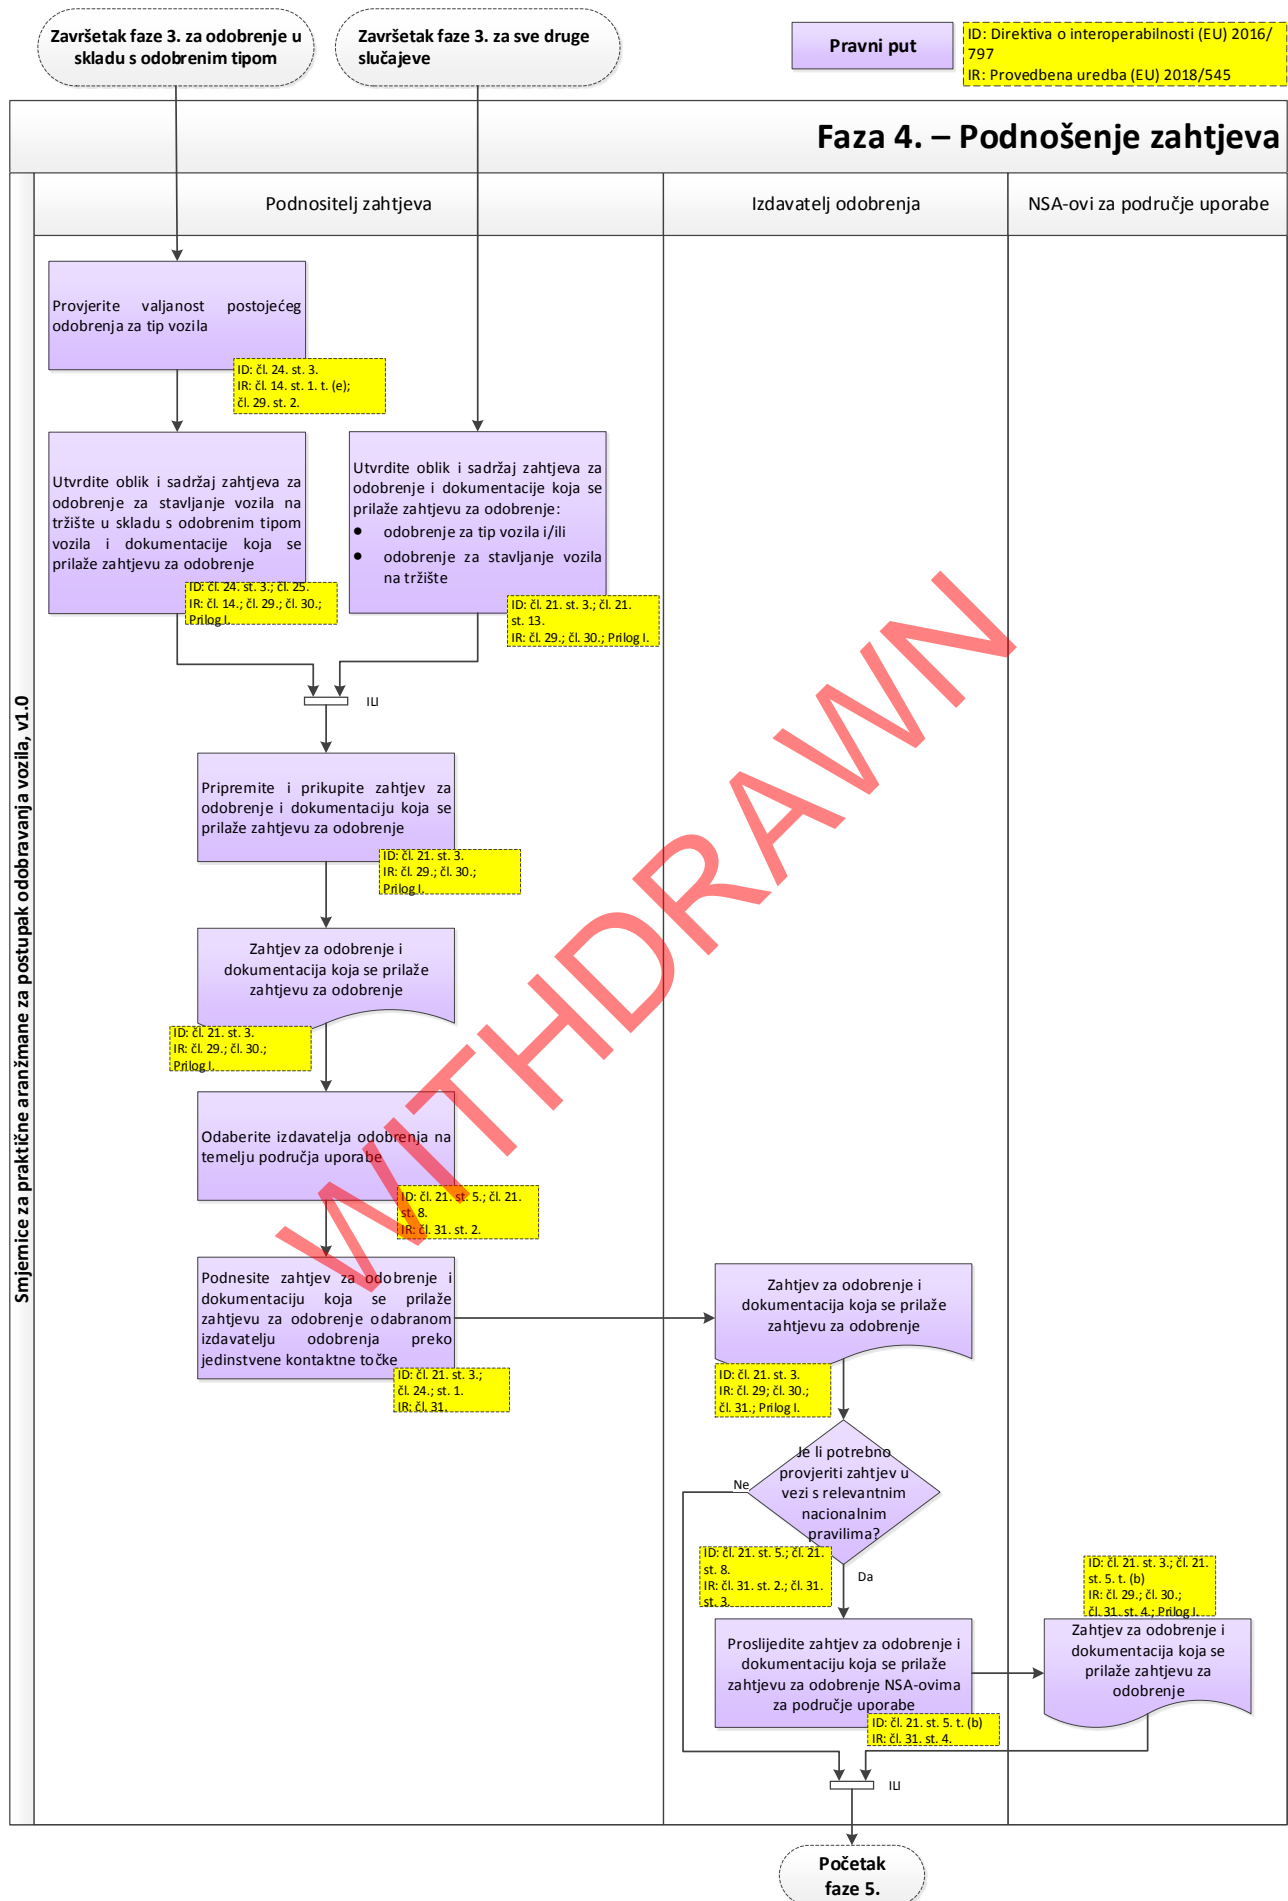 Završetak faze 3. za odobrenje u
skladu s odobrenim tipom
Završetak faze 3. za sve druge
slučajeve
Pravni put
ID: Direktiva o interoperabilnosti (EU) 2016/
797
IR: Provedbena uredba (EU) 2018/545
Faza 4. – Podnošenje zahtjeva
Smjernice za praktične aranžmane za postupak odobravanja vozila, v1.0
Podnositelj zahtjeva
Izdavatelj odobrenja
NSA-ovi za područje uporabe
Provjerite valjanost postojećeg
odobrenja za tip vozila
ID: čl. 24. st. 3.
IR: čl. 14. st. 1. t. (e);
čl. 29. st. 2.
Utvrdite oblik i sadržaj zahtjeva za
odobrenje za stavljanje vozila na
tržište u skladu s odobrenim tipom
vozila i dokumentacije koja se
prilaže zahtjevu za odobrenje
ID: čl. 24. st. 3.; čl. 25.
IR: čl. 14.; čl. 29.; čl. 30.;
Prilog I.
Utvrdite oblik i sadržaj zahtjeva za
odobrenje i dokumentacije koja se
prilaže zahtjevu za odobrenje:
● odobrenje za tip vozila i/ili
● odobrenje za stavljanje vozila
na tržište
ID: čl. 21. st. 3.; čl. 21.
st. 13.
IR: čl. 29.; čl. 30.; Prilog I.
ILI
Pripremite i prikupite zahtjev za
odobrenje i dokumentaciju koja se
prilaže zahtjevu za odobrenje
ID: čl. 21. st. 3.
IR: čl. 29.; čl. 30.;
Prilog I.
Zahtjev za odobrenje i
dokumentacija koja se prilaže
zahtjevu za odobrenje
ID: čl. 21. st. 3.
IR: čl. 29.; čl. 30.;
Prilog I.
Odaberite izdavatelja odobrenja na
temelju područja uporabe
ID: čl. 21. st. 5.; čl. 21.
st. 8.
IR: čl. 31. st. 2.
Podnesite zahtjev za odobrenje i
dokumentaciju koja se prilaže
zahtjevu za odobrenje odabranom
izdavatelju odobrenja preko
jedinstvene kontaktne točke
ID: čl. 21. st. 3.;
čl. 24.; st. 1.
IR: čl. 31.
Zahtjev za odobrenje i
dokumentacija koja se prilaže
zahtjevu za odobrenje
ID: čl. 21. st. 3.
IR: čl. 29; čl. 30.;
čl. 31.; Prilog I.
Je li potrebno
provjeriti zahtjev u
vezi s relevantnim
nacionalnim
pravilima?
Ne
ID: čl. 21. st. 5.; čl. 21.
st. 8.
IR: čl. 31. st. 2.; čl. 31.
st. 3.
Da
Proslijedite zahtjev za odobrenje i
dokumentaciju koja se prilaže
zahtjevu za odobrenje NSA-ovima
za područje uporabe
ID: čl. 21. st. 5. t. (b)
IR: čl. 31. st. 4.
ID: čl. 21. st. 3.; čl. 21.
st. 5. t. (b)
IR: čl. 29.; čl. 30.;
čl. 31. st. 4.; Prilog I.
Zahtjev za odobrenje i
dokumentacija koja se
prilaže zahtjevu za
odobrenje
ILI
Početak
faze 5.
WITHDRAWN